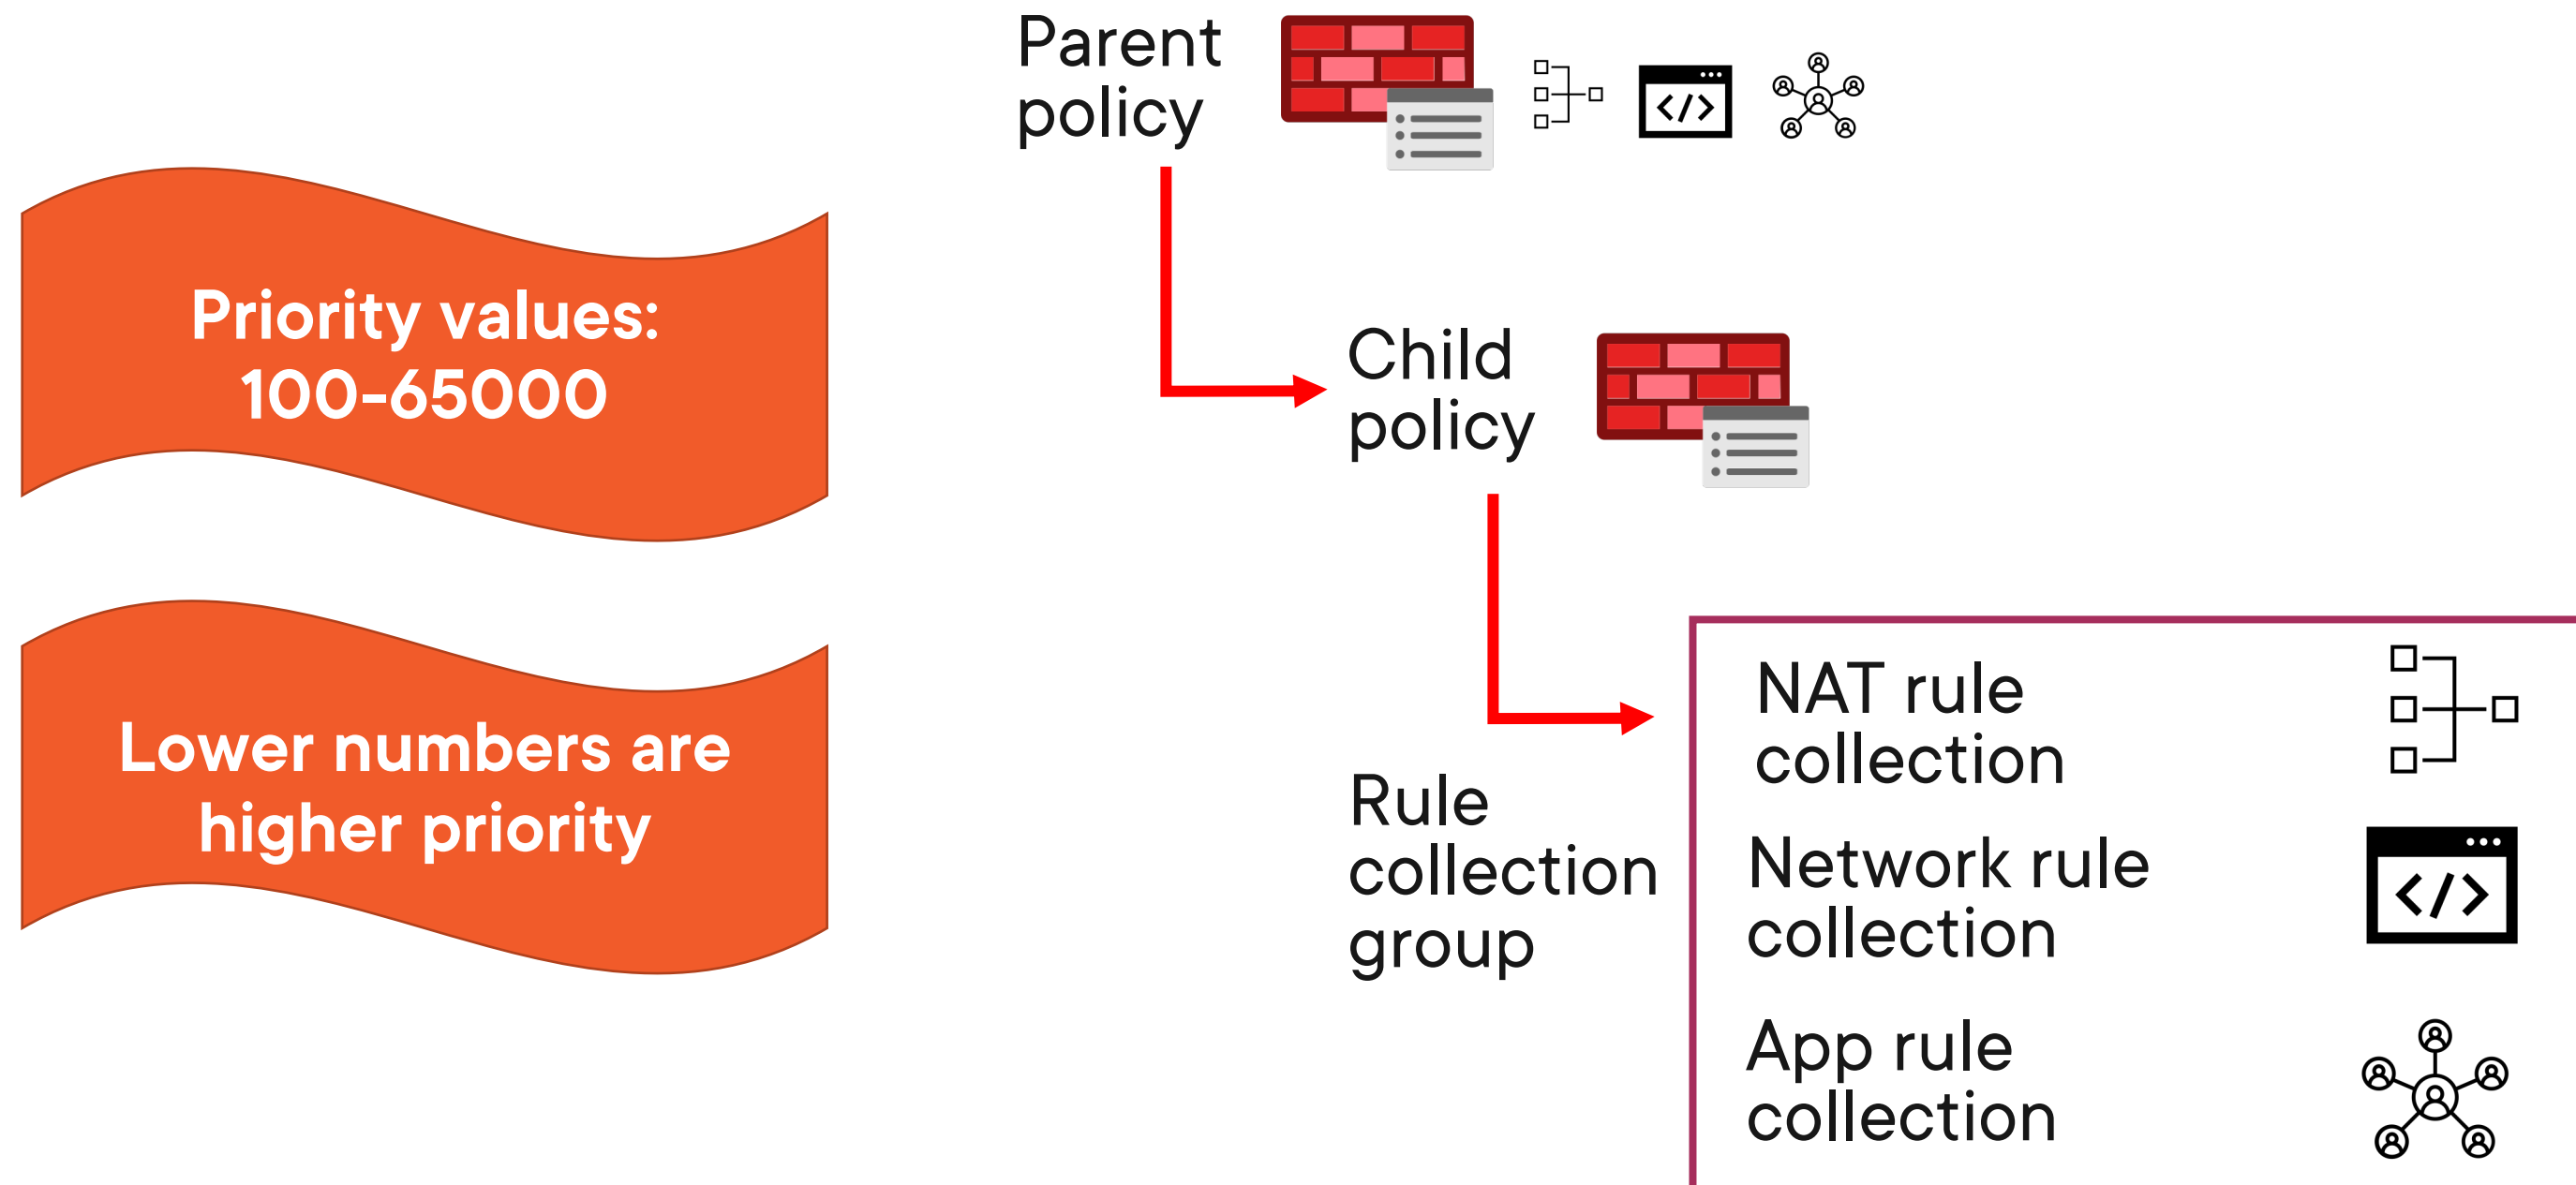 Parent
policy
Priority values:
100-65000
Child
policy
Lower numbers are
higher priority
Rule
collection
group
NAT rule
collection
Network rule
collection
</>
App rule
collection